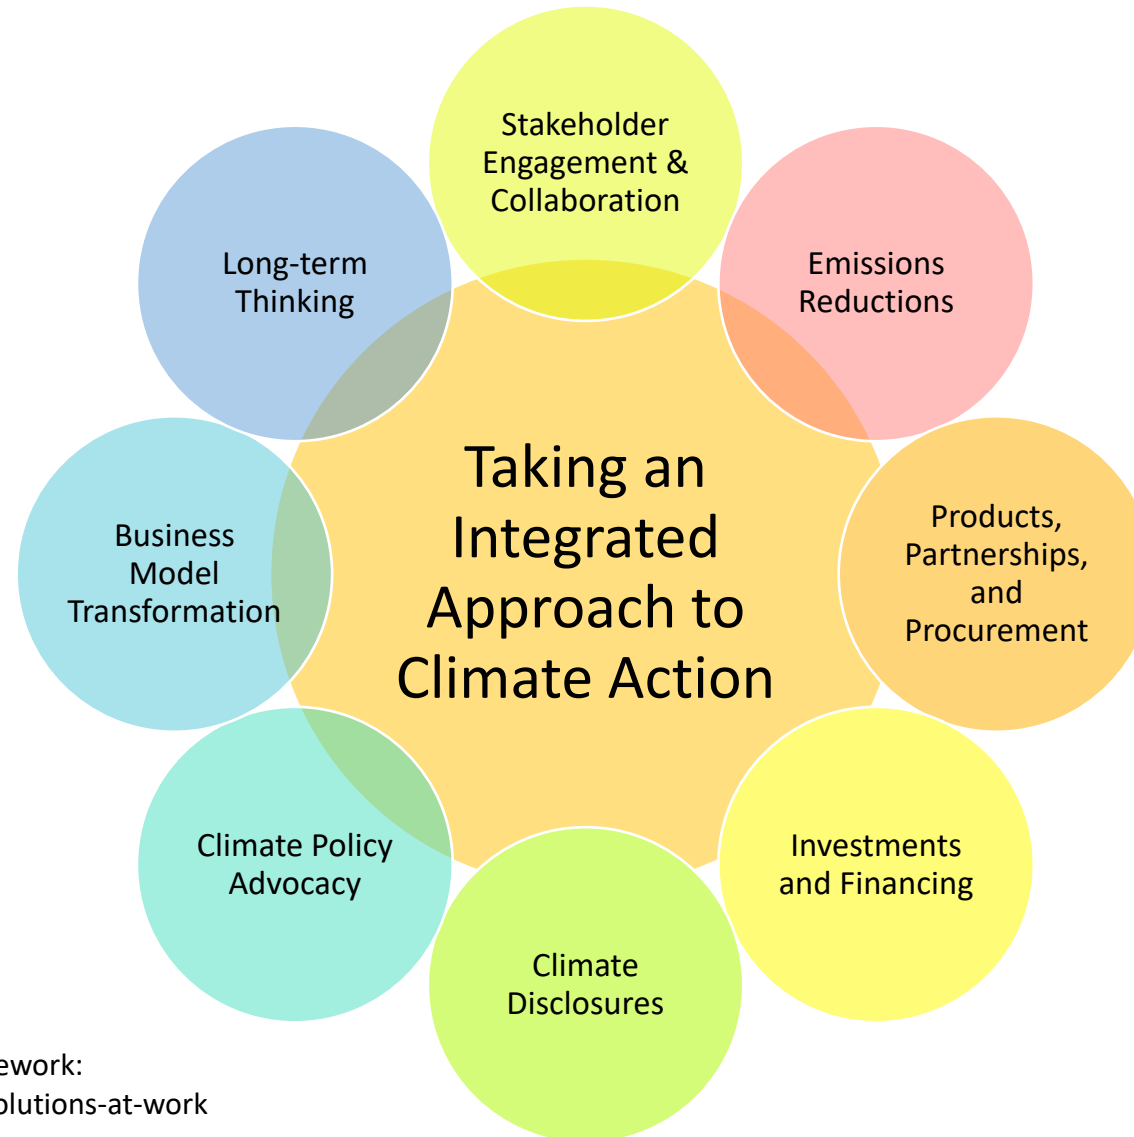 Stakeholder
Engagement &
Collaboration
Emissions
Reductions
Products,
Partnerships,
and
Procurement
Investments
and Financing
Climate
Disclosures
Climate Policy
Advocacy
Business
Model
Transformation
Long-term
Thinking
Taking an
Integrated
Approach to
Climate Action
ework:
olutions-at-work